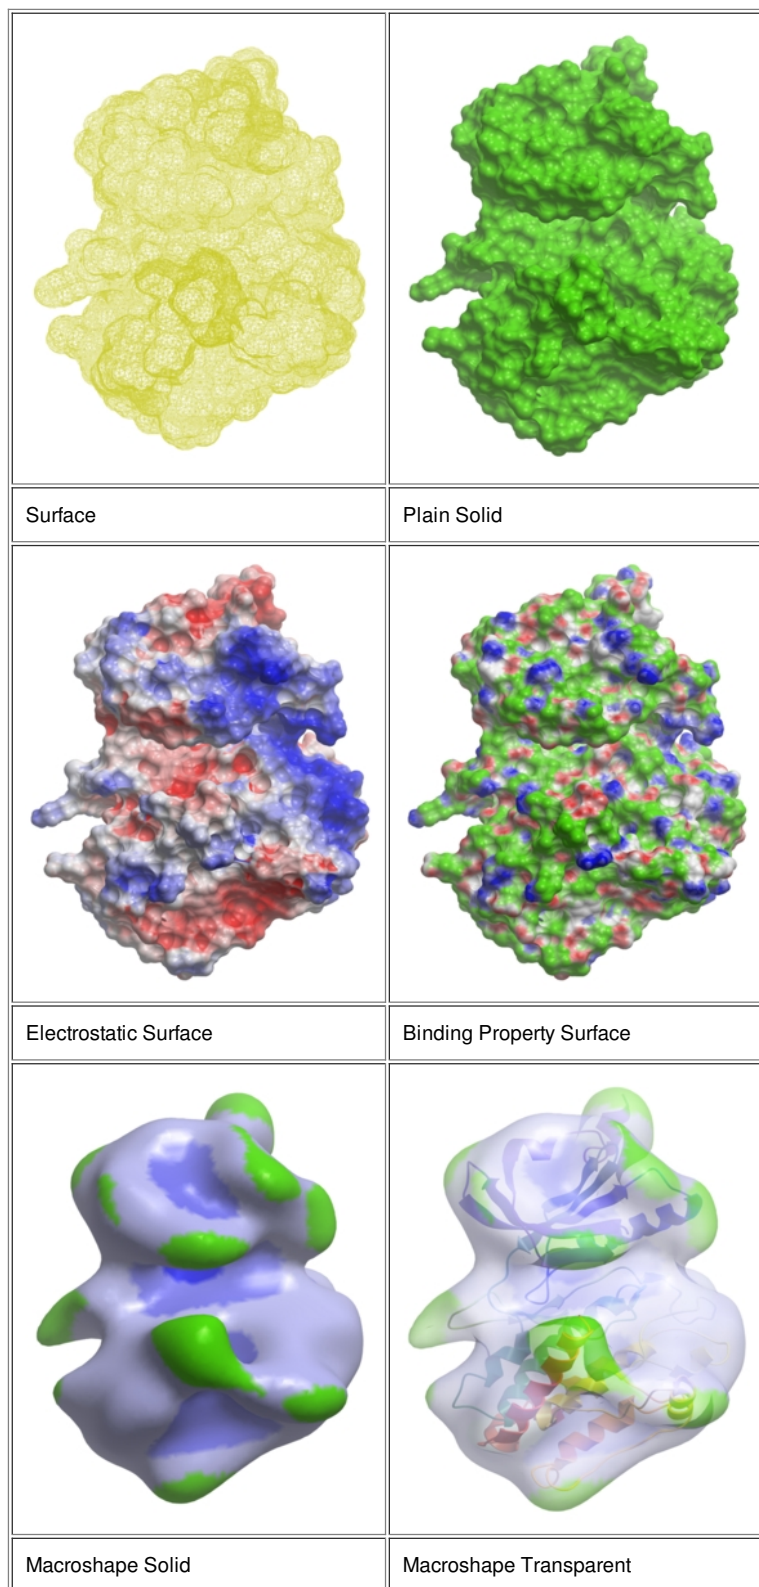 Surface
Plain Solid
Electrostatic Surface
Binding Property Surface
Macroshape Solid
Macroshape Transparent